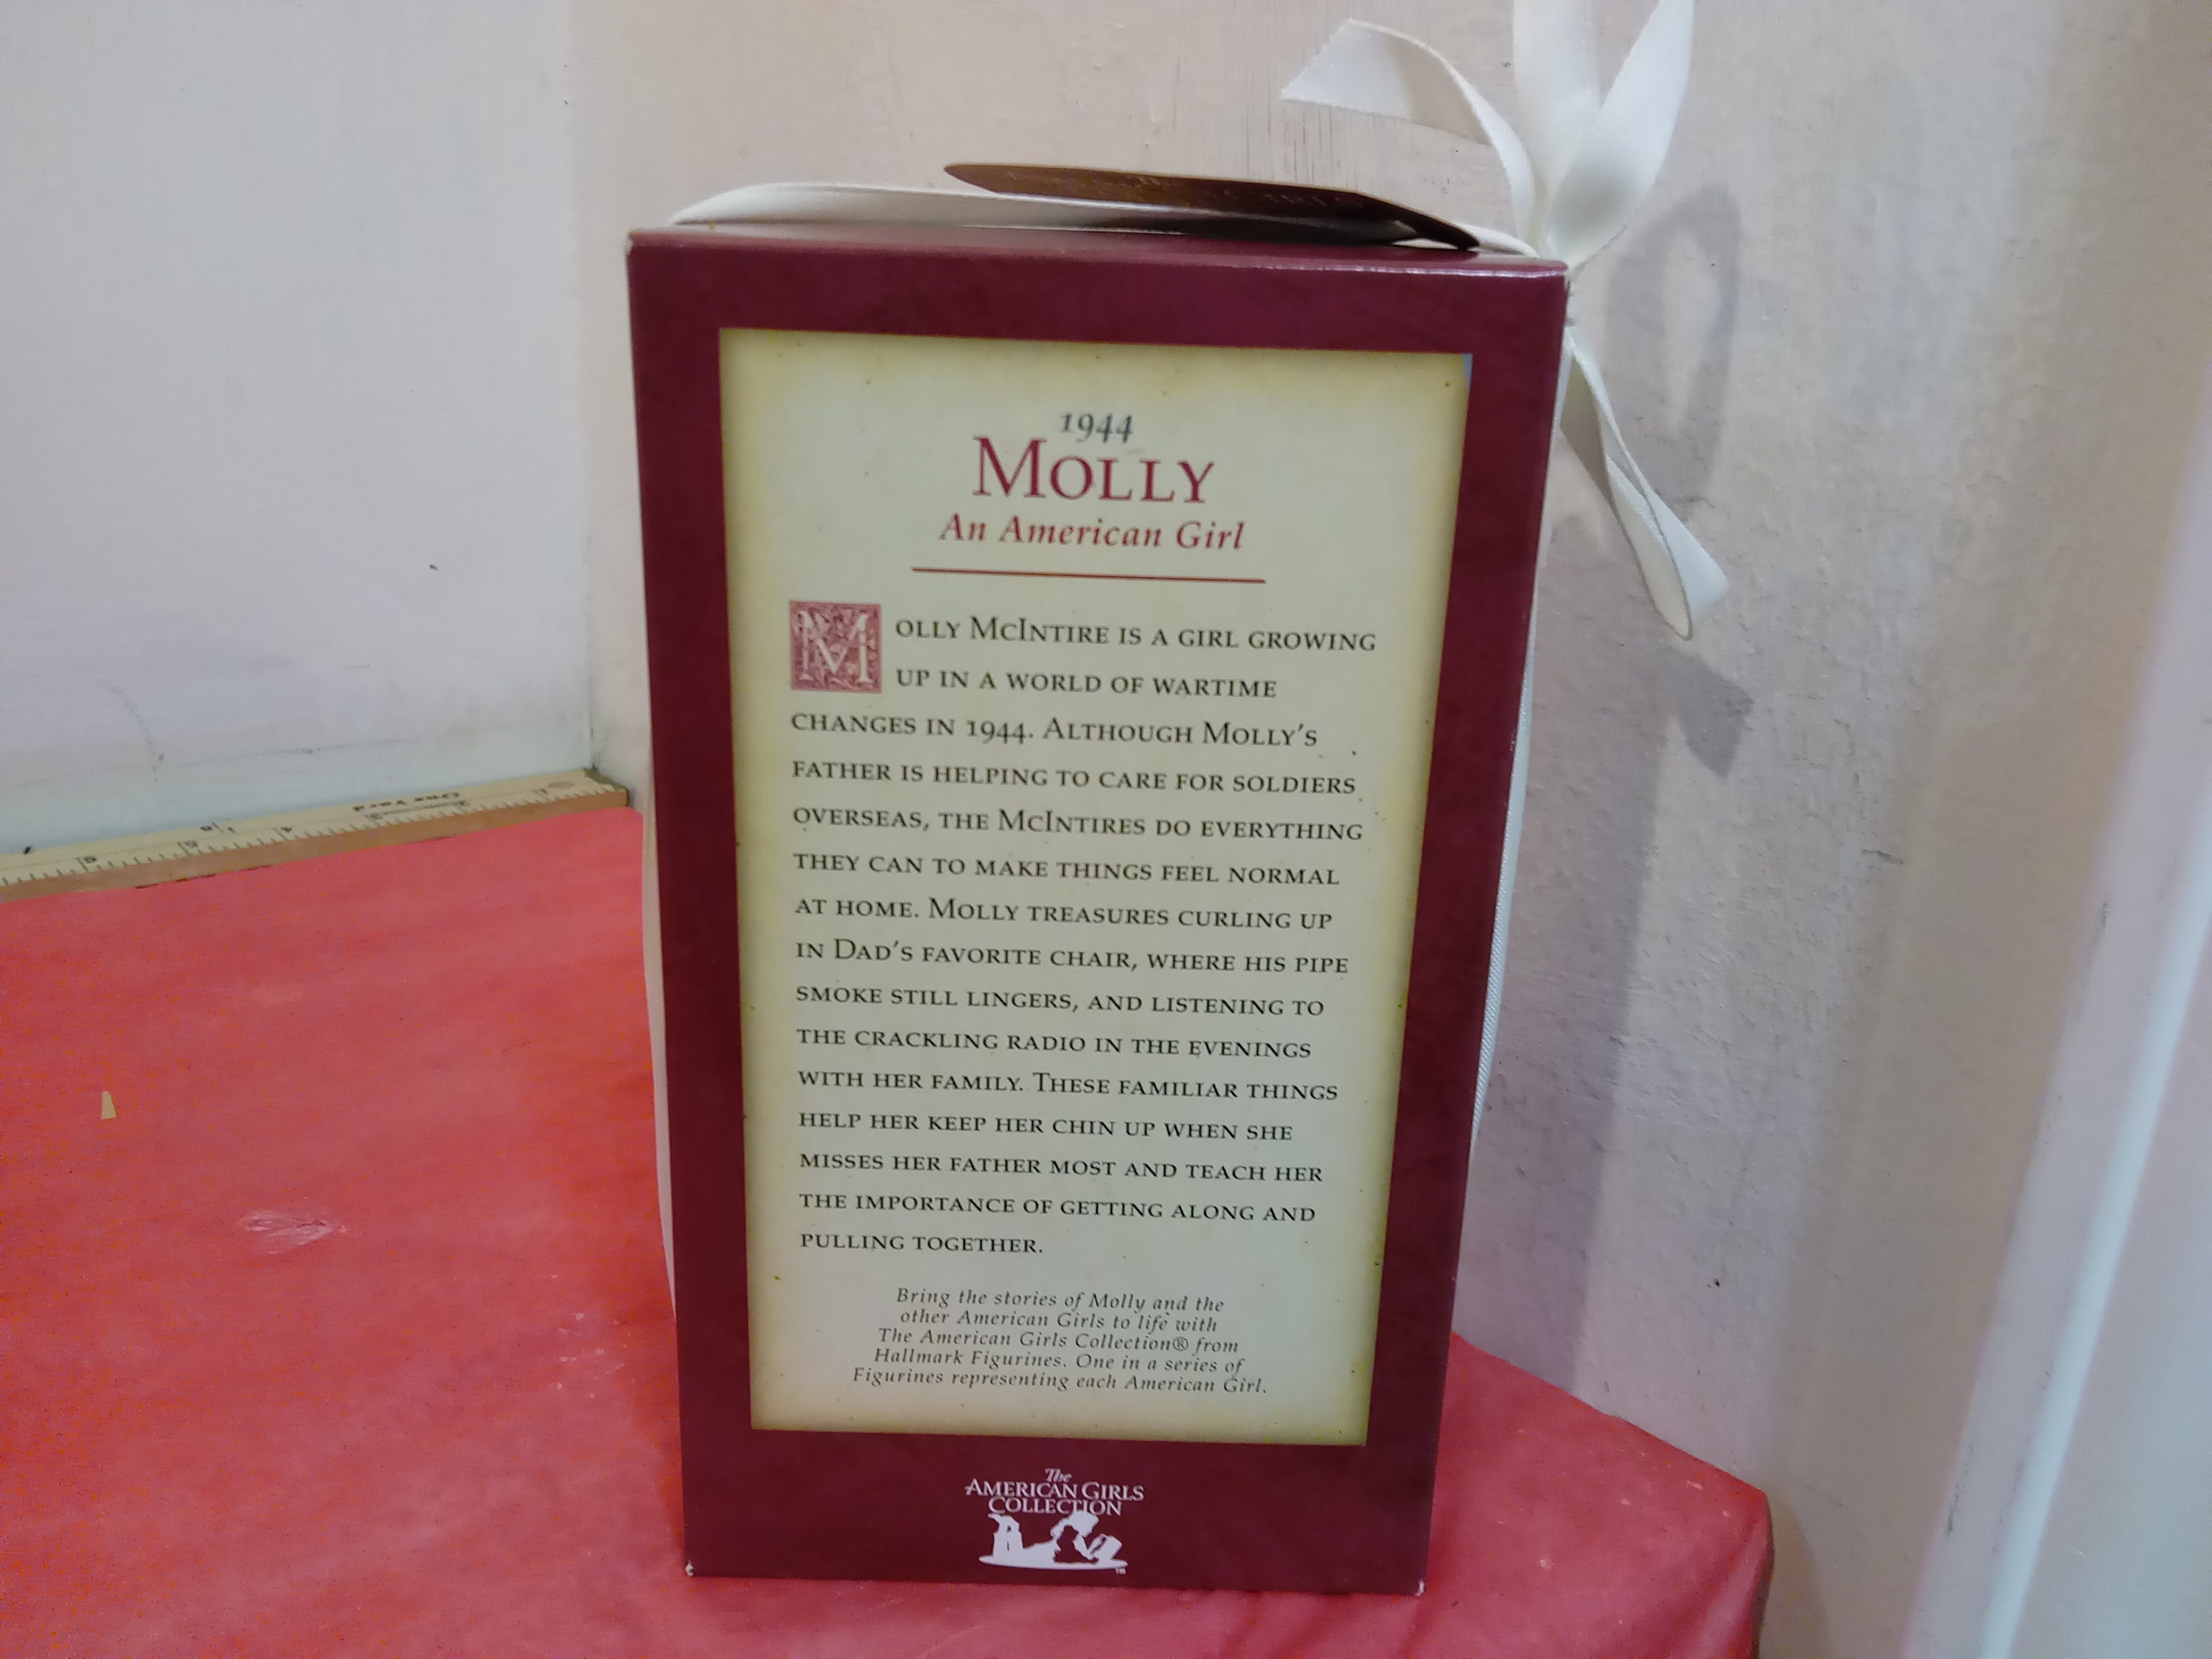 1944
MOLLY
An American Girl
MOLLY MCINTIRE IS A GIRL GROWING
UP IN A WORLD OF WARTIME
CHANGES IN 1944. ALTHOUGH MOLLY'S
FATHER IS HELPING TO CARE FOR SOLDIERS
OVERSEAS, THE MCINTIRES DO EVERYTHING
THEY CAN TO MAKE THINGS FEEL NORMAL
AT HOME. MOLLY TREASURES CURLING UP
IN DAD'S FAVORITE CHAIR, WHERE HIS PIPE
SMOKE STILL LINGERS, AND LISTENING TO
THE CRACKLING RADIO IN THE EVENINGS
WITH HER FAMILY. THESE FAMILIAR THINGS
HELP HER KEEP HER CHIN UP WHEN SHE
MISSES HER FATHER MOST AND TEACH HER
THE IMPORTANCE OF GETTING ALONG AND
PULLING TOGETHER.
Bring the stories of Molly and the
other American Girls to life with
The American Girls Collection® from
Hallmark Figurines. One in a series of
Figurines representing each American Girl.
The
AMERICAN GIRLS
COLLECTION
TM